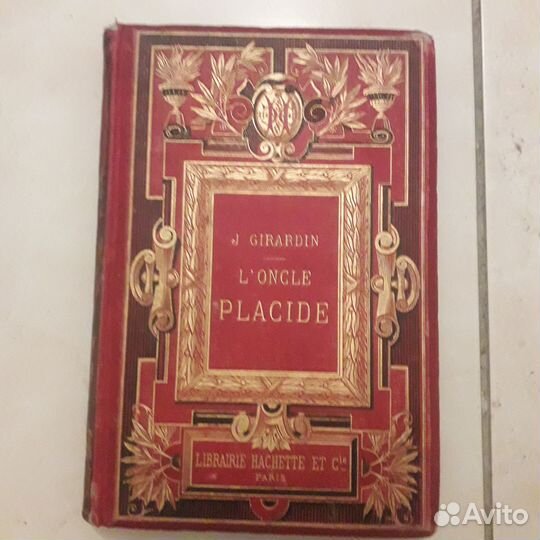 J GIRARDIN
L'ONCLE
PLACIDE
LIBRAIRIE HACHETTE ET Cie
PARIS
Avito